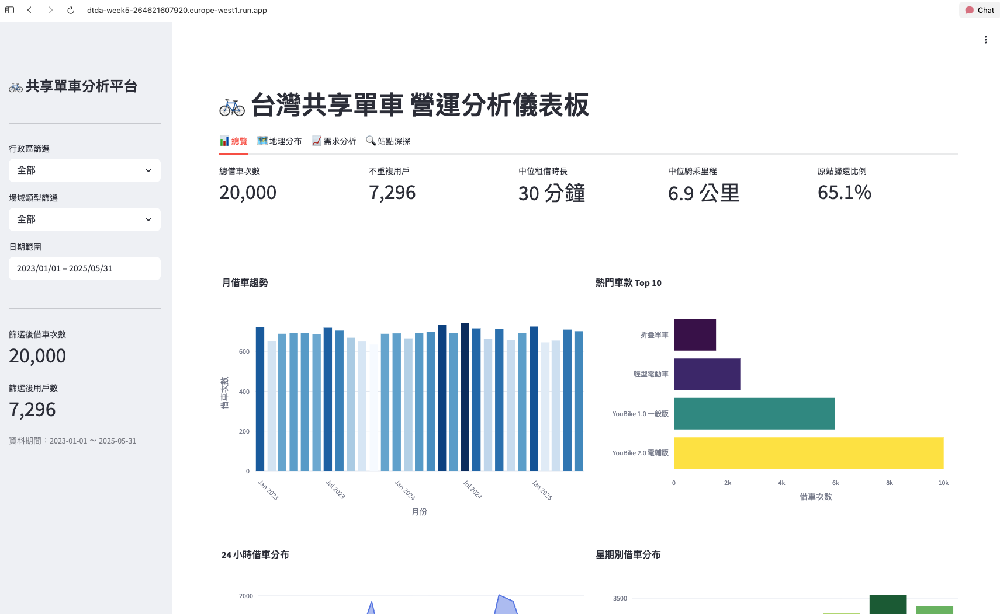 dtda-week5-264621607920.europe-west1.run.app
Chat
共享單車分析平台
行政區篩選
全部
場域類型篩選
全部
日期範圍
2023/01/01 – 2025/05/31
篩選後借車次數
20,000
篩選後用戶數
7,296
資料期間：2023-01-01 ～ 2025-05-31
台灣共享單車 營運分析儀表板
總覽 地理分布 需求分析 站點深探
總借車次數
20,000
不重複用戶
7,296
中位租借時長
30 分鐘
中位騎乘里程
6.9 公里
原站歸還比例
65.1%
月借車趨勢
借車次數
600
400
200
0
Jan 2023
Jul 2023
Jan 2024
Jul 2024
Jan 2025
月份
熱門車款 Top 10
折疊單車
輕型電動車
YouBike 1.0 一般版
YouBike 2.0 電輔版
0 2k 4k 6k 8k 10k
借車次數
24 小時借車分布
2000
星期別借車分布
3500